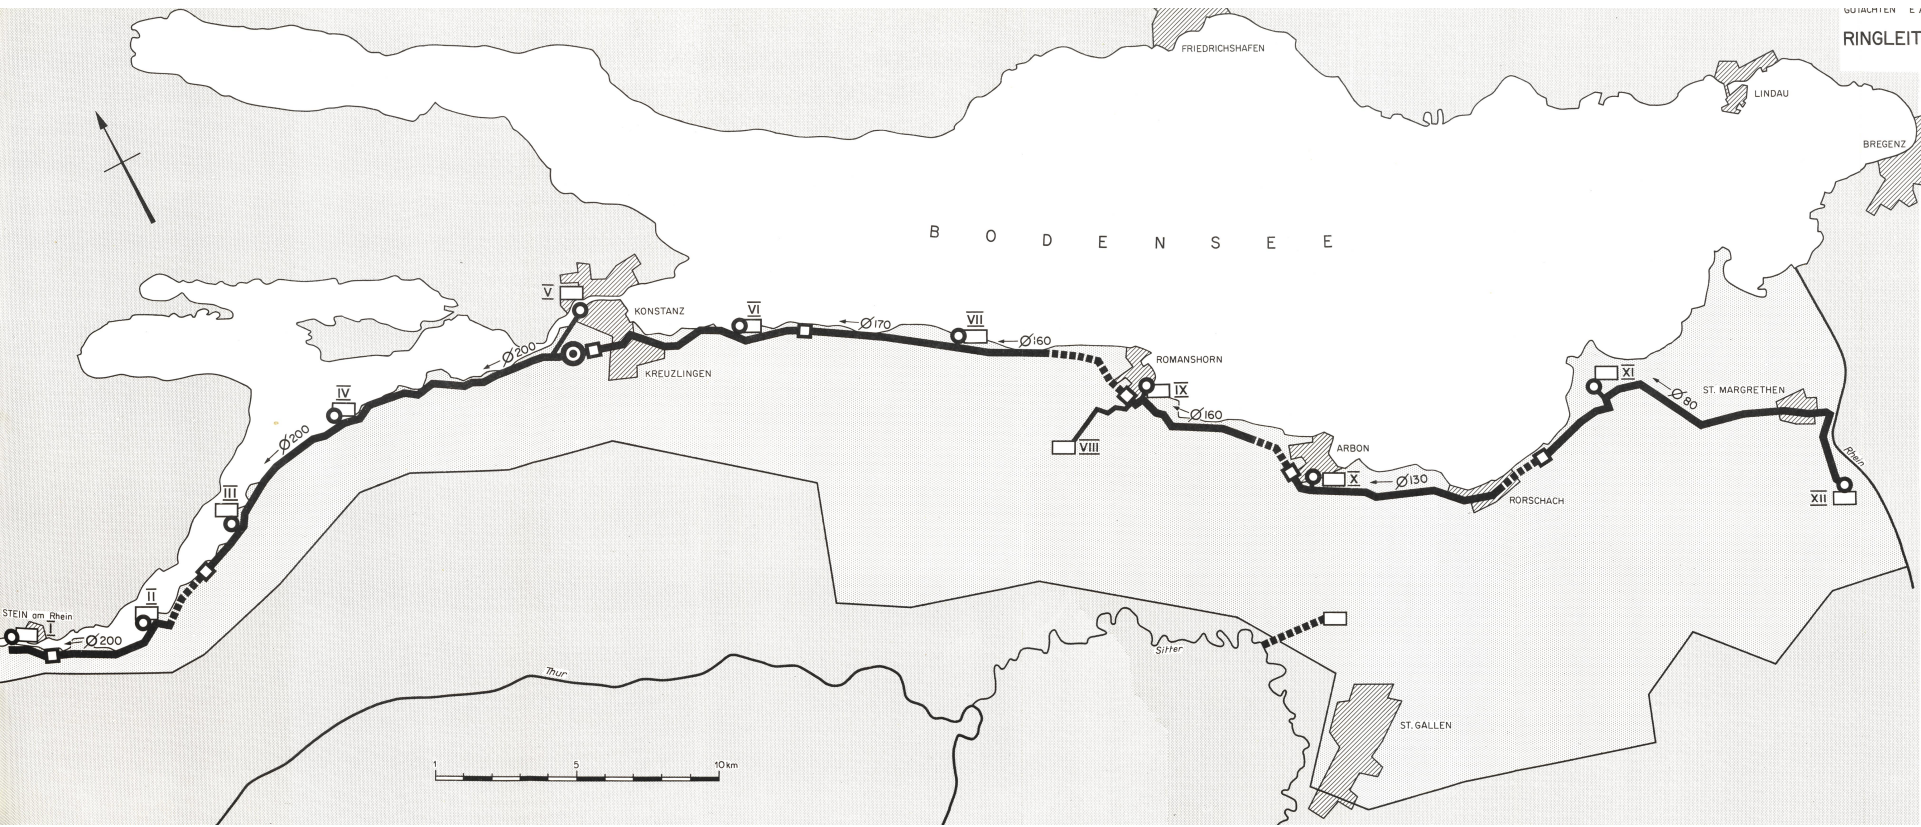 GUTACHTEN E A
RINGLEIT
FRIEDRICHSHAFEN
LINDAU
BREGENZ
B O D E N S E E
V
KONSTANZ
VI
Ø170
VII
Ø160
Ø200
KREUZLINGEN
ROMANSHORN
IX
XI
ST. MARGRETHEN
Ø80
IV
Ø160
VIII
Ø200
ARBON
X
Ø130
Rhein
III
RORSCHACH
XII
II
STEIN am Rhein
I
Ø200
Sitter
Thur
ST. GALLEN
1 5 10km